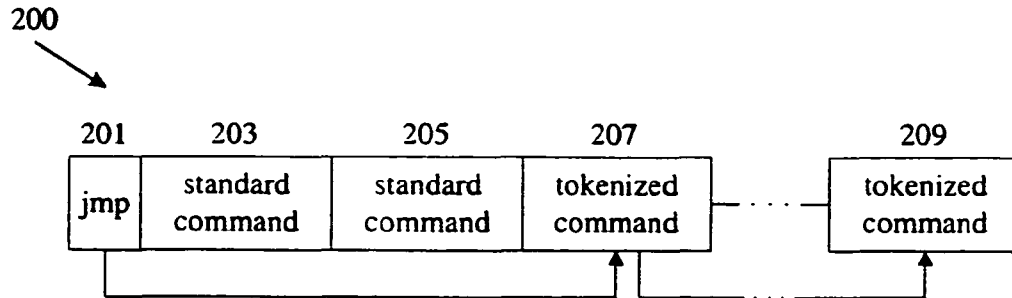 200
201 203 205 207 209
jmp standard command standard command tokenized command ... tokenized command